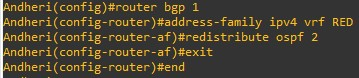 Andheri(config)#router bgp 1
Andheri(config-router)#address-family ipv4 vrf RED
Andheri(config-router-af)#redistribute ospf 2
Andheri(config-router-af)#exit
Andheri(config-router)#end